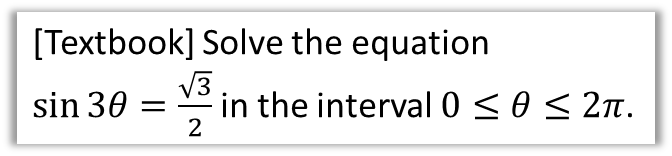 [Textbook] Solve the equation
sin 3θ = √3/2 in the interval 0 ≤ θ ≤ 2π.